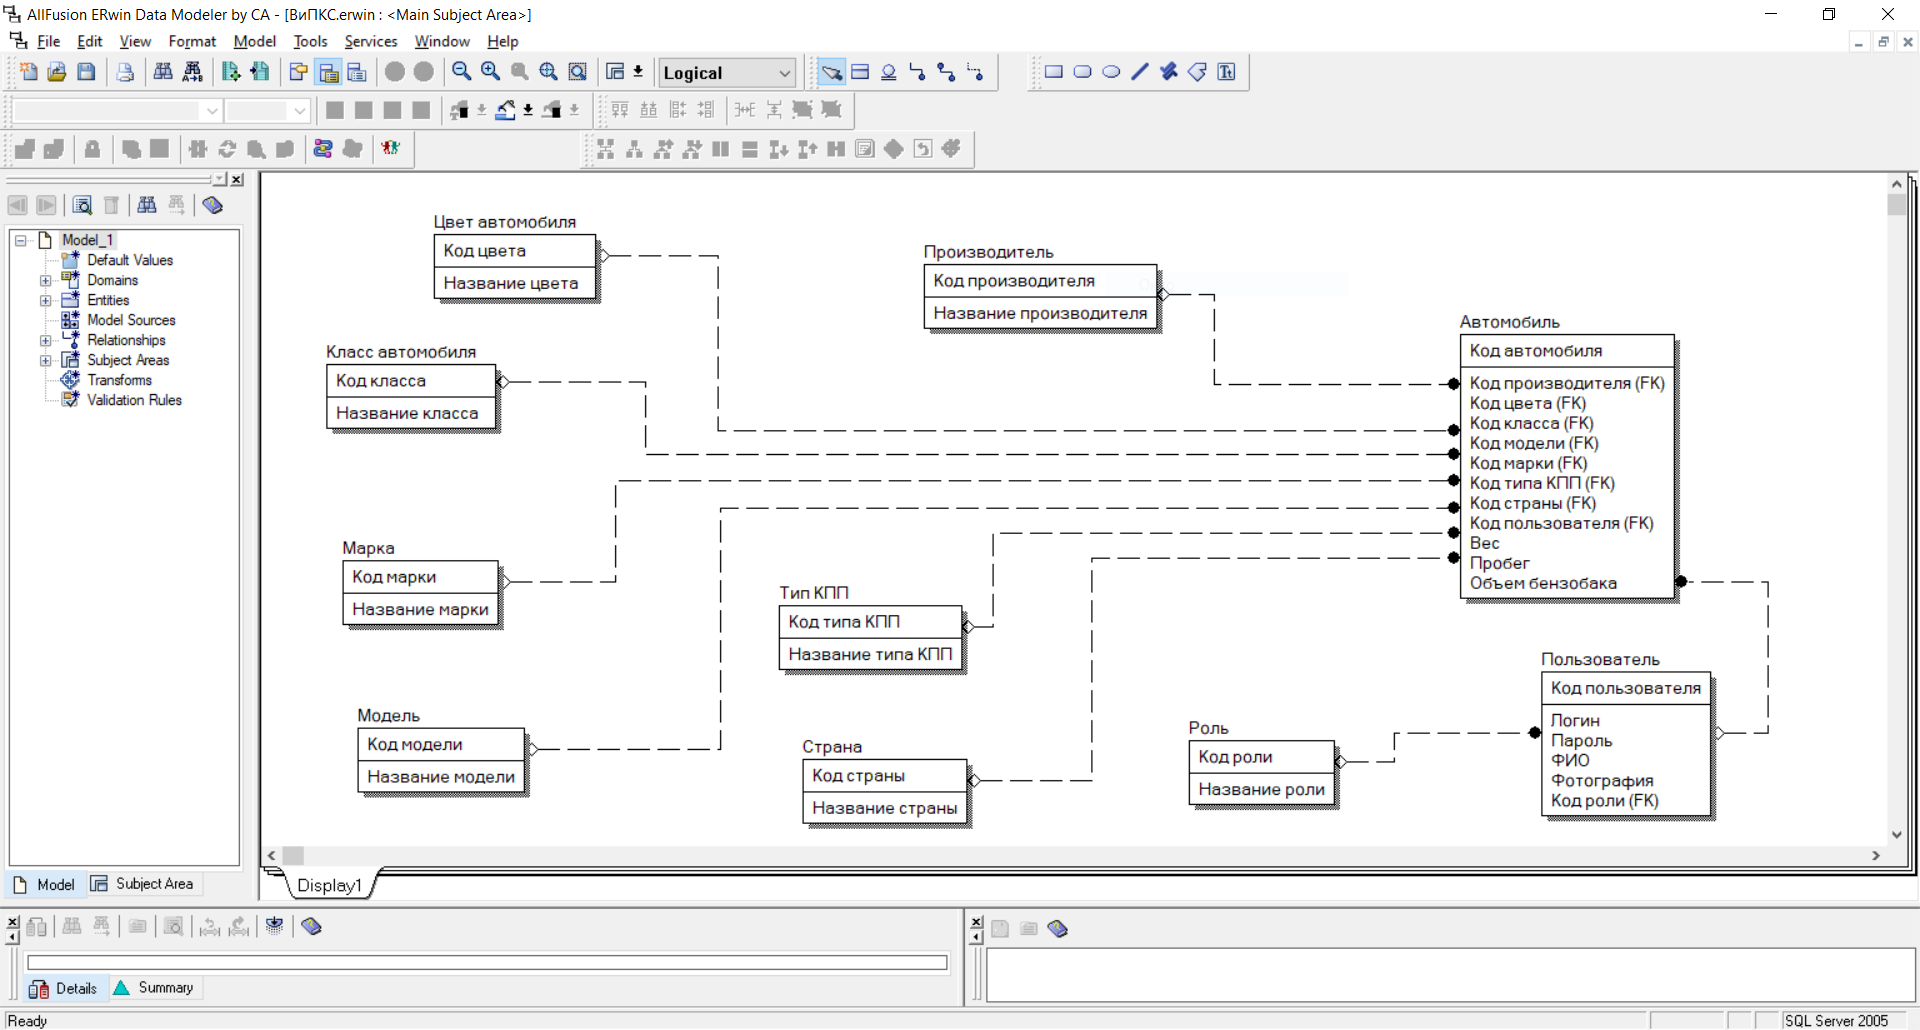 AllFusion ERwin Data Modeler by CA - [ВиПКС.erwin : <Main Subject Area>]
File Edit View Format Model Tools Services Window Help
Logical
Model_1
Default Values
Domains
Entities
Model Sources
Relationships
Subject Areas
Transforms
Validation Rules
Model
Subject Area
Цвет автомобиля
Код цвета
Название цвета
Производитель
Код производителя
Название производителя
Класс автомобиля
Код класса
Название класса
Автомобиль
Код автомобиля
Код производителя (FK)
Код цвета (FK)
Код класса (FK)
Код модели (FK)
Код марки (FK)
Код типа КПП (FK)
Код страны (FK)
Код пользователя (FK)
Вес
Пробег
Объем бензобака
Марка
Код марки
Название марки
Тип КПП
Код типа КПП
Название типа КПП
Модель
Код модели
Название модели
Страна
Код страны
Название страны
Роль
Код роли
Название роли
Пользователь
Код пользователя
Логин
Пароль
ФИО
Фотография
Код роли (FK)
Display1
Details
Summary
Ready
SQL Server 2005